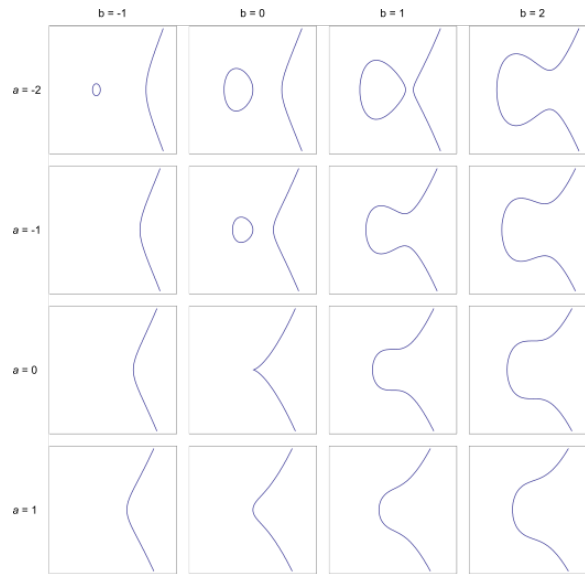 b = -1 b = 0 b = 1 b = 2
a = -2
a = -1
a = 0
a = 1